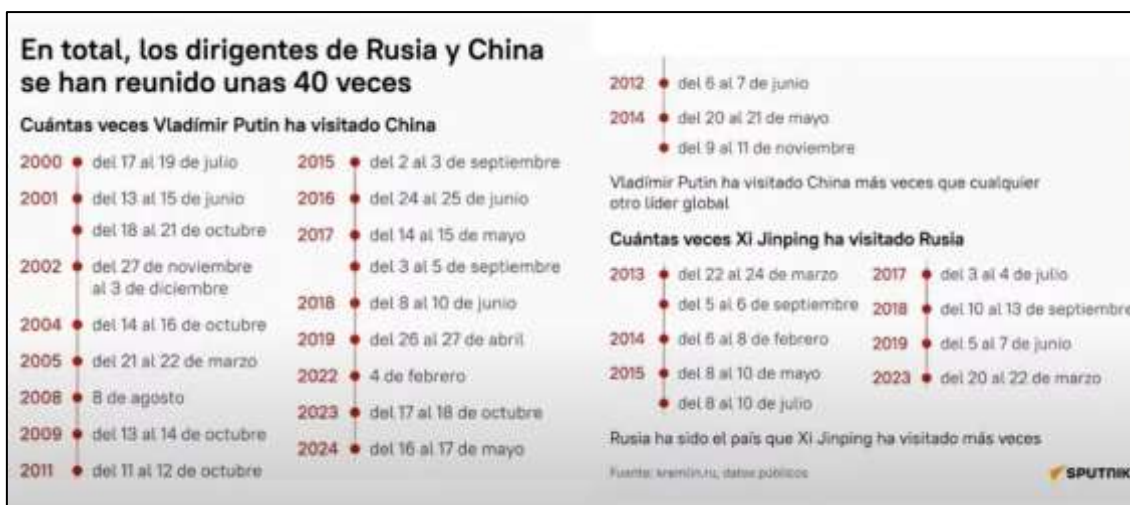 En total, los dirigentes de Rusia y China
se han reunido unas 40 veces
Cuántas veces Vladímir Putin ha visitado China
2000 del 17 al 19 de julio
2001 del 13 al 15 de junio
del 18 al 21 de octubre
2002 del 27 de noviembre
al 3 de diciembre
2004 del 14 al 16 de octubre
2005 del 21 al 22 de marzo
2008 8 de agosto
2009 del 13 al 14 de octubre
2011 del 11 al 12 de octubre
2015 del 2 al 3 de septiembre
2016 del 24 al 25 de junio
2017 del 14 al 15 de mayo
del 3 al 5 de septiembre
2018 del 8 al 10 de junio
2019 del 26 al 27 de abril
2022 4 de febrero
2023 del 17 al 18 de octubre
2024 del 16 al 17 de mayo
2012 del 6 al 7 de junio
2014 del 20 al 21 de mayo
del 9 al 11 de noviembre
Vladímir Putin ha visitado China más veces que cualquier
otro líder global
Cuántas veces Xi Jinping ha visitado Rusia
2013 del 22 al 24 de marzo
del 5 al 6 de septiembre
2014 del 6 al 8 de febrero
2015 del 8 al 10 de mayo
del 8 al 10 de julio
2017 del 3 al 4 de julio
2018 del 10 al 13 de septiembre
2019 del 5 al 7 de junio
2023 del 20 al 22 de marzo
Rusia ha sido el país que Xi Jinping ha visitado más veces
Fuente: kremlin.ru, datos públicos
SPUTNIK